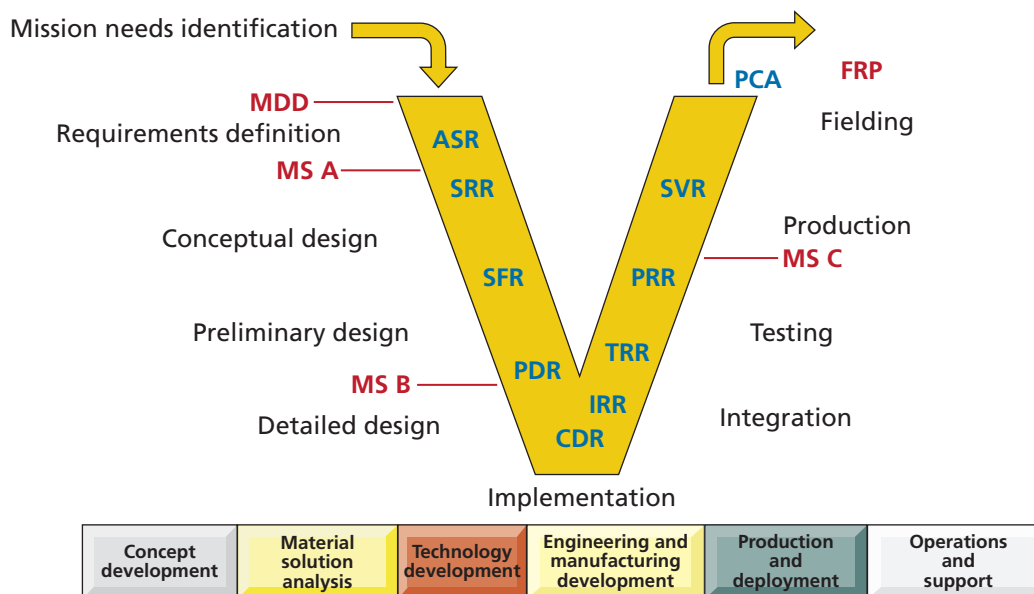 Mission needs identification
MDD
Requirements definition
MS A
Conceptual design
Preliminary design
MS B
Detailed design
ASR
SRR
SFR
PDR
CDR
IRR
TRR
PRR
SVR
PCA
FRP
Fielding
Production
MS C
Testing
Integration
Implementation
Concept
development
Material
solution
analysis
Technology
development
Engineering and
manufacturing
development
Production
and
deployment
Operations
and
support